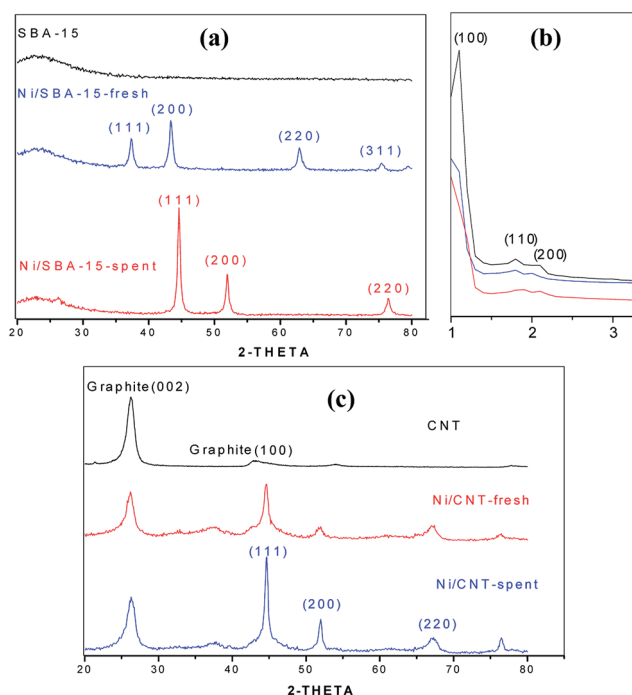 SBA-15
(a)
Ni/SBA-15-fresh
(111)
(200)
(220)
(311)
(111)
Ni/SBA-15-spent
(200)
(220)
20 30 40 50 60 70 80
2-THETA
(b)
(100)
(110)
(200)
1 2 3
(c)
Graphite(002)
CNT
Graphite(100)
Ni/CNT-fresh
(111)
Ni/CNT-spent
(200)
(220)
20 30 40 50 60 70 80
2-THETA